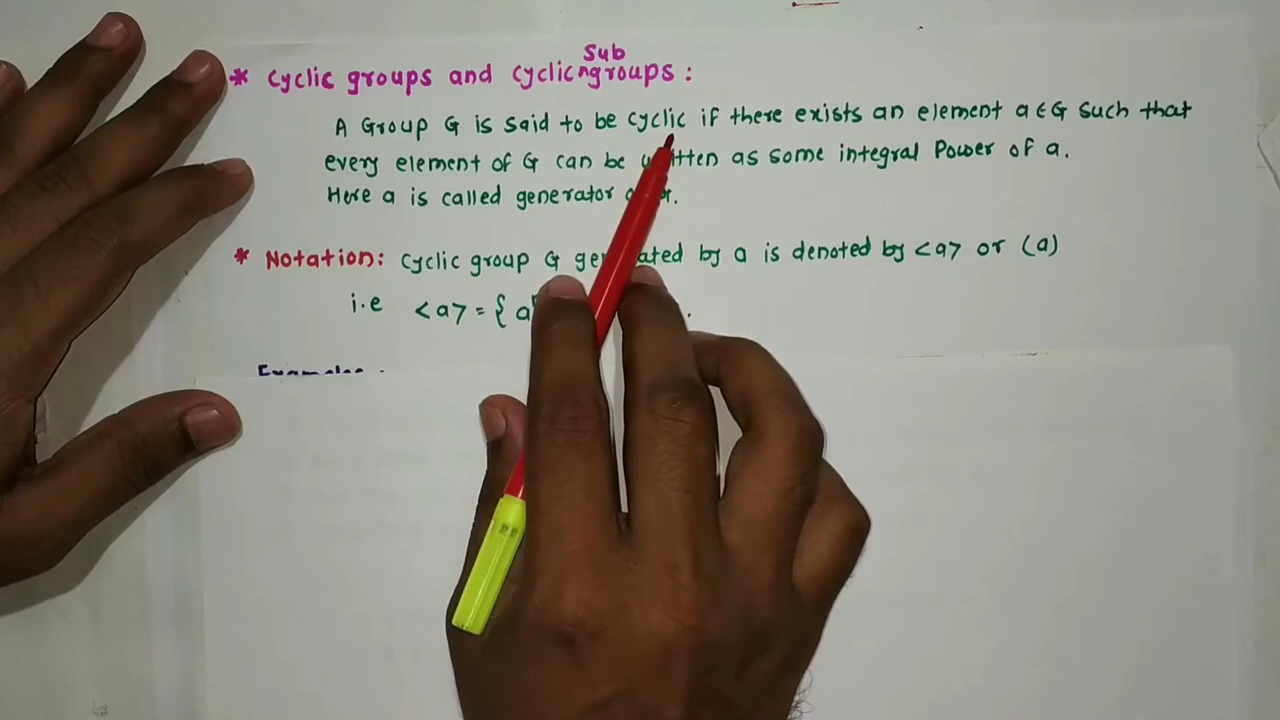 * Cyclic groups and Cyclic Sub groups :
A Group G is said to be cyclic if there exists an element a ∈ G such that
every element of G can be as some integral Power of a.
Here a is called generator
* Notation: Cyclic group G by a is denoted by <a> or (a)
i.e <a> = { a
Examples :